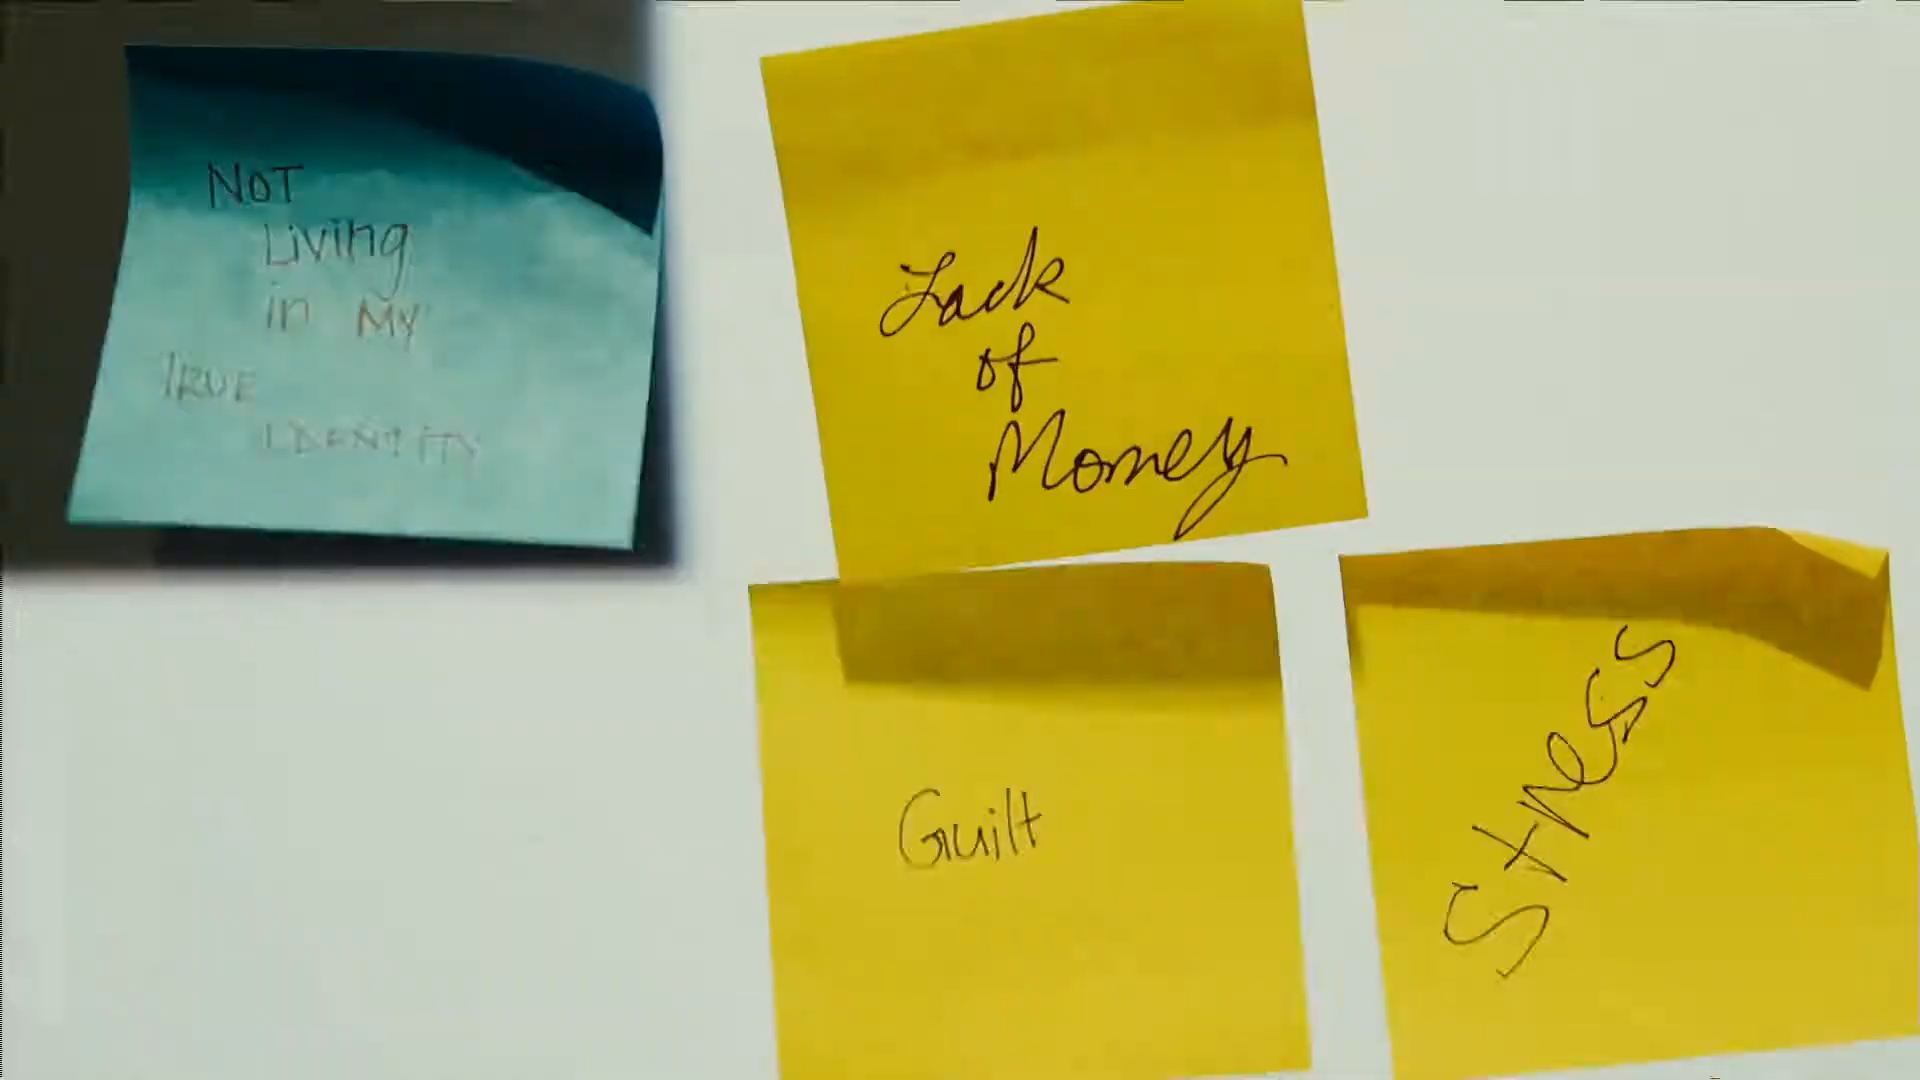 NOT
Living
in MY
TRUE
IDENTITY
Lack
of
Money
Guilt
Stress